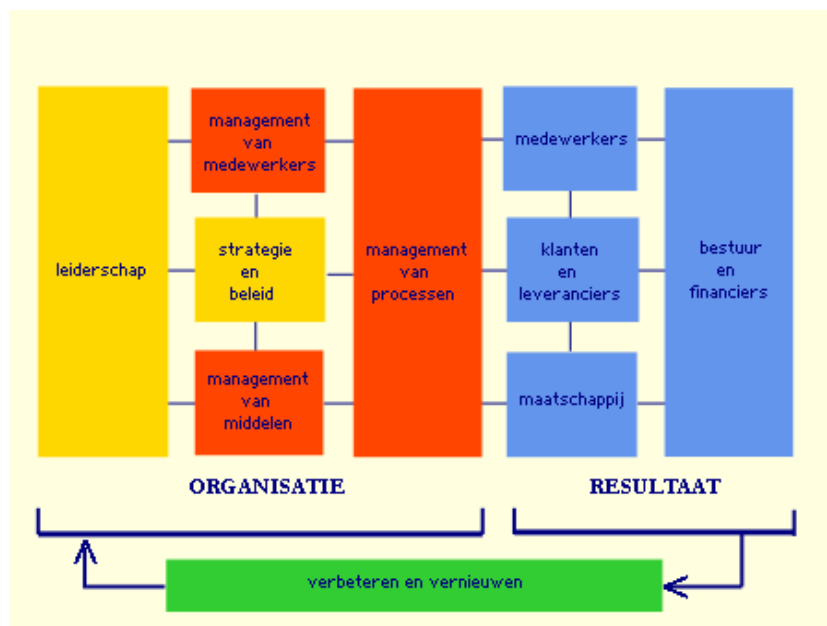 leiderschap
management
van
medewerkers
strategie
en
beleid
management
van
middelen
management
van
processen
medewerkers
klanten
en
leveranciers
maatschappij
bestuur
en
financiers
ORGANISATIE
RESULTAAT
verbeteren en vernieuwen